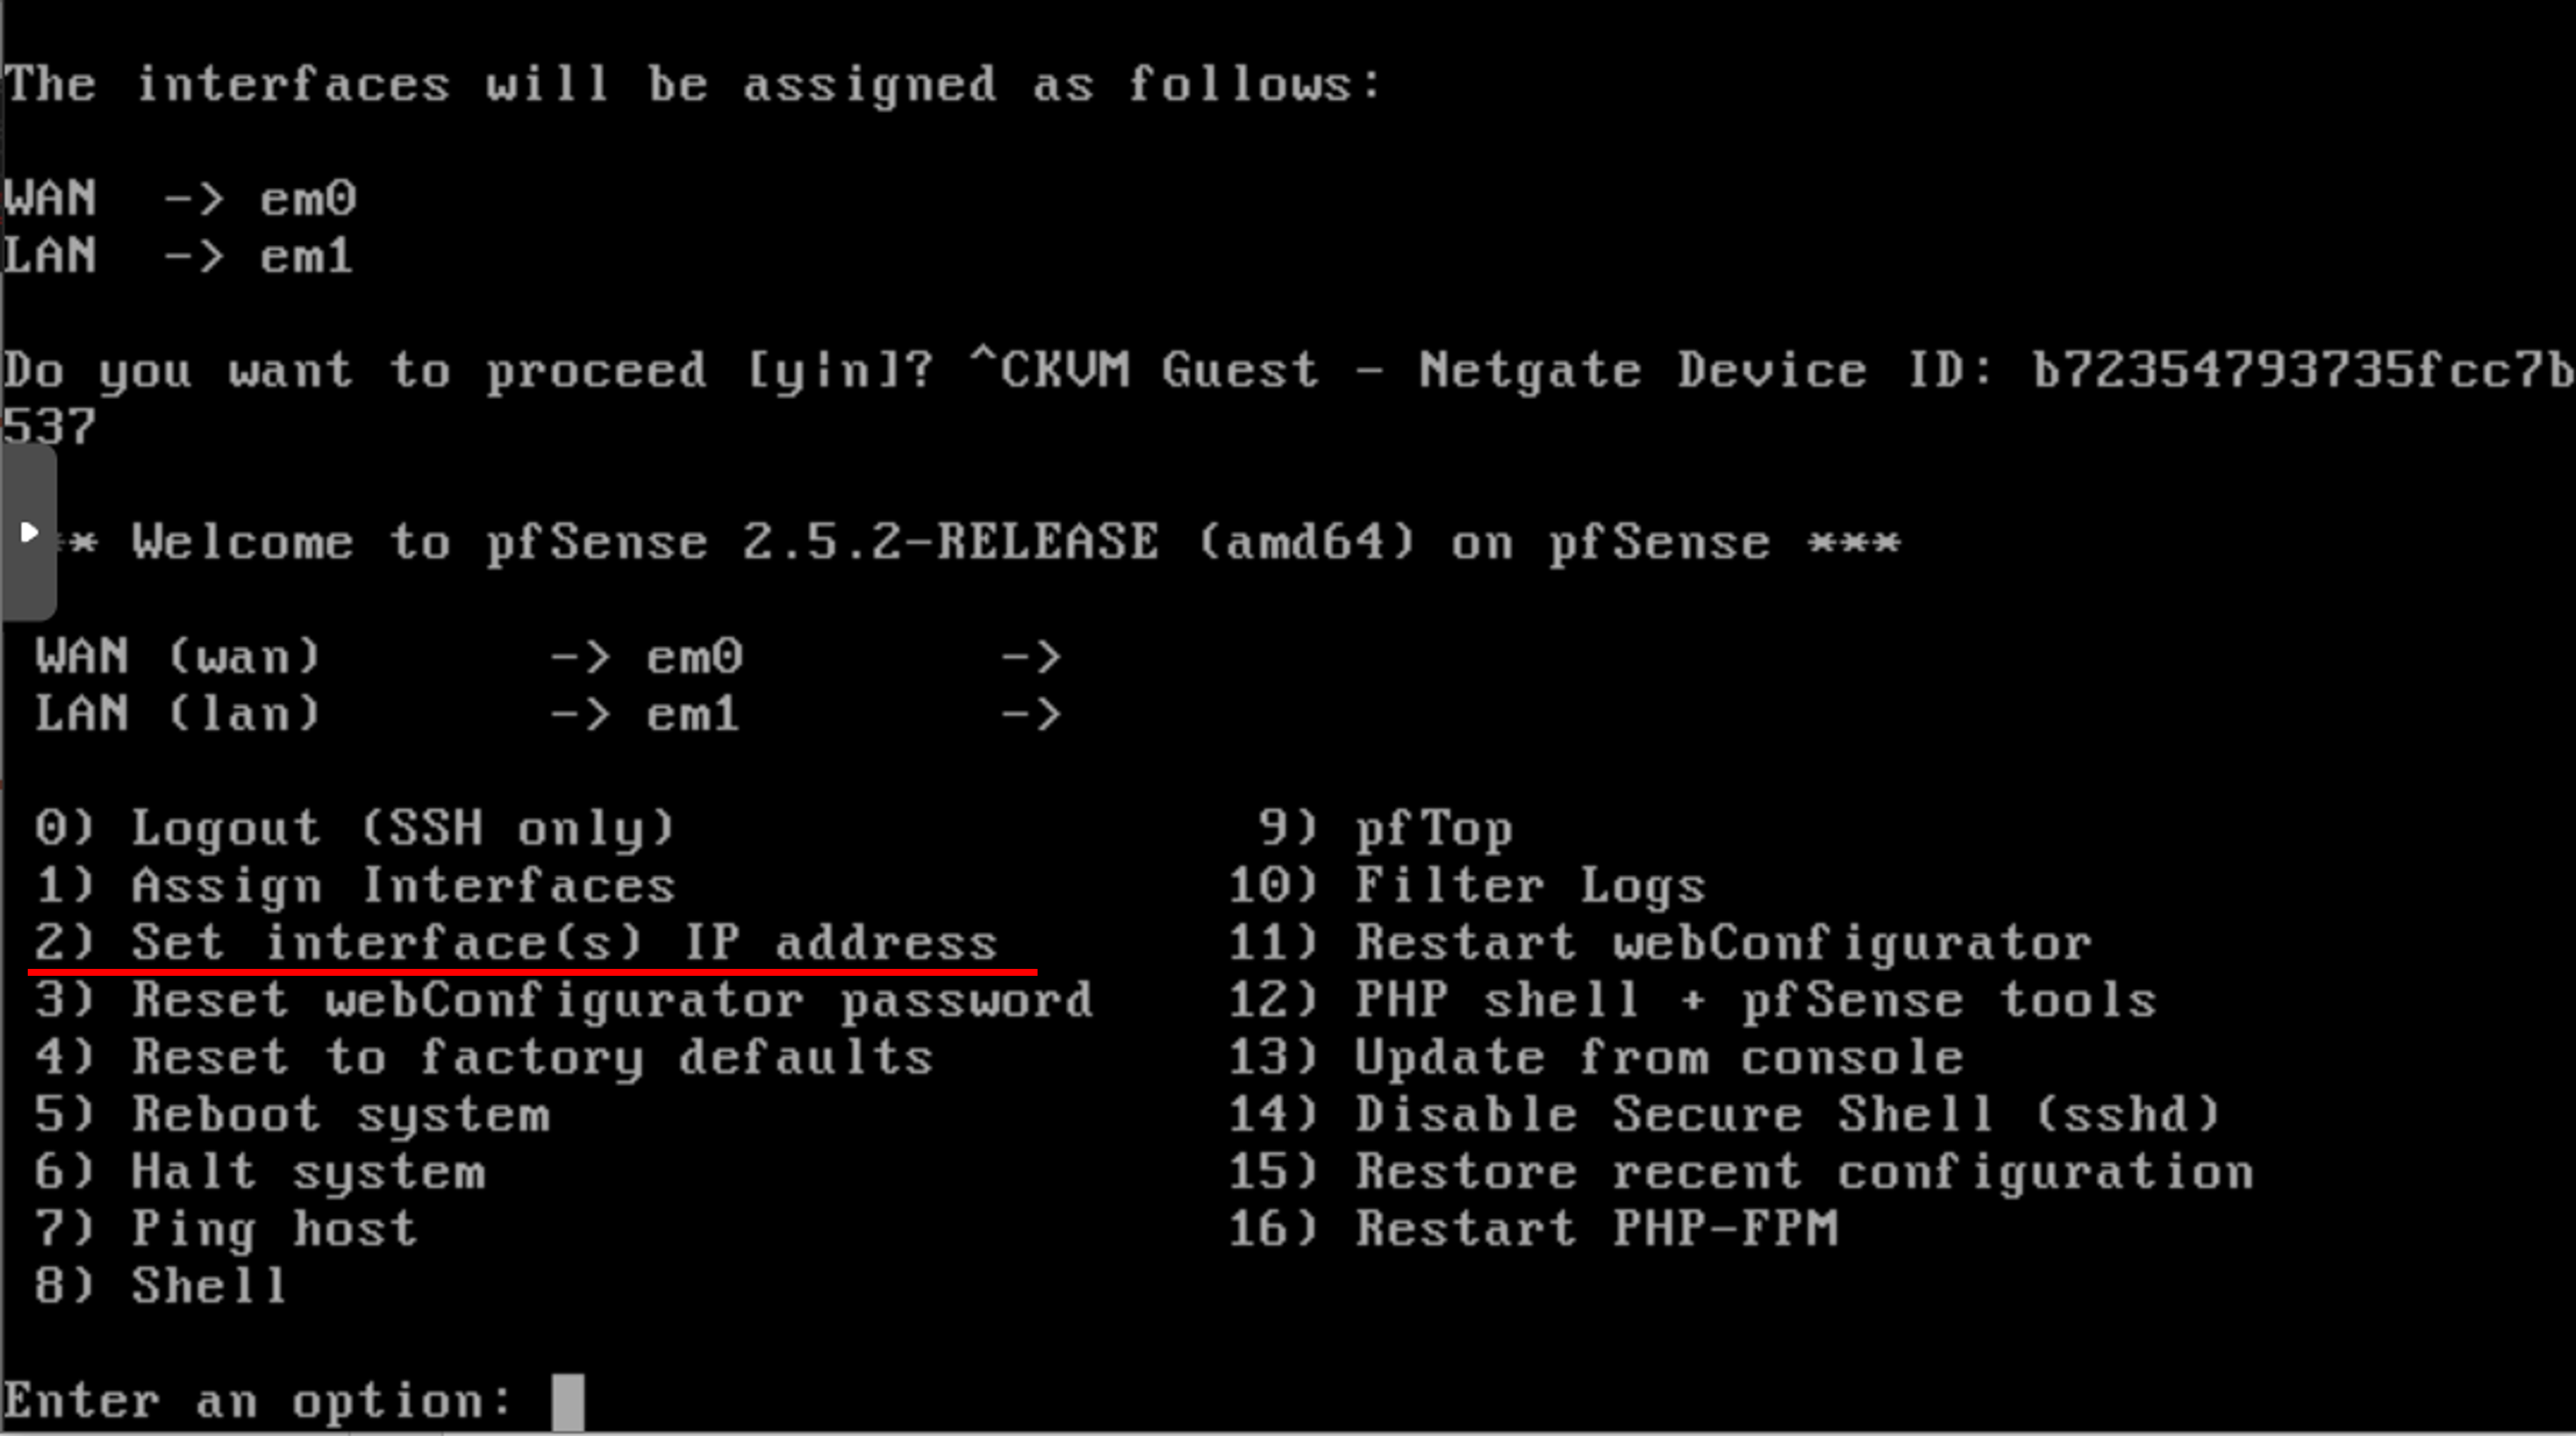 The interfaces will be assigned as follows:
WAN  -> em0
LAN  -> em1
Do you want to proceed [y|n]? ^CKVM Guest - Netgate Device ID: b72354793735fcc7b
537
** Welcome to pfSense 2.5.2-RELEASE (amd64) on pfSense ***
WAN (wan)       -> em0        ->
LAN (lan)       -> em1        ->
0) Logout (SSH only)                  9) pfTop
1) Assign Interfaces                 10) Filter Logs
2) Set interface(s) IP address       11) Restart webConfigurator
3) Reset webConfigurator password    12) PHP shell + pfSense tools
4) Reset to factory defaults         13) Update from console
5) Reboot system                     14) Disable Secure Shell (sshd)
6) Halt system                       15) Restore recent configuration
7) Ping host                         16) Restart PHP-FPM
8) Shell
Enter an option: